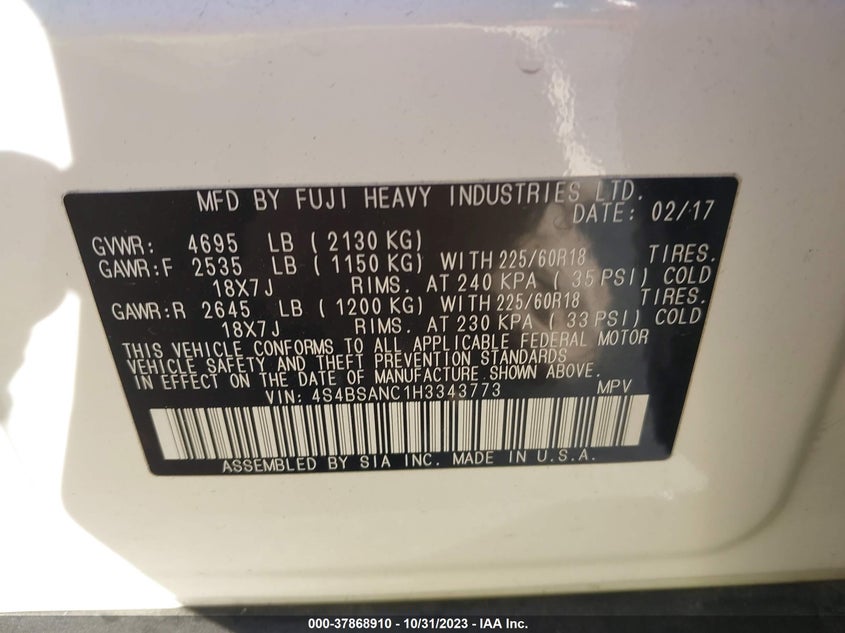 MFD BY FUJI HEAVY INDUSTRIES LTD.
DATE: 02/17
GVWR: 4695 LB ( 2130 KG)
GAWR:F 2535 LB ( 1150 KG) WITH 225/60R18 TIRES.
18X7J RIMS. AT 240 KPA ( 35 PSI) COLD
GAWR:R 2645 LB ( 1200 KG) WITH 225/60R18 TIRES.
18X7J RIMS. AT 230 KPA ( 33 PSI) COLD
THIS VEHICLE CONFORMS TO ALL APPLICABLE FEDERAL MOTOR
VEHICLE SAFETY AND THEFT PREVENTION STANDARDS
IN EFFECT ON THE DATE OF MANUFACTURE SHOWN ABOVE.
VIN: 4S4BSANC1H3343773 MPV
ASSEMBLED BY SIA INC. MADE IN U.S.A.
000-37868910 - 10/31/2023 - IAA Inc.